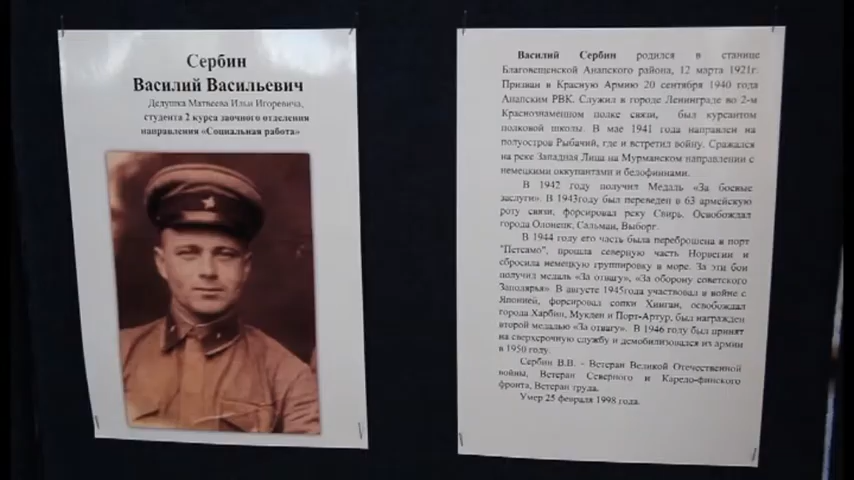 Сербин
Василий Васильевич
Дедушка Матвеева Ильи Игоревича,
студента 2 курса заочного отделения
направления «Социальная работа»
Василий Сербин родился в станице
Благовещенской Анапского района, 12 марта 1921г.
Призван в Красную Армию 20 сентября 1940 года
Анапским РВК. Служил в городе Ленинграде во 2-м
Краснознаменном полке связи, был курсантом
полковой школы. В мае 1941 года направлен на
полуостров Рыбачий, где и встретил войну. Сражался
на реке Западная Лица на Мурманском направлении с
немецкими оккупантами и белофиннами.
В 1942 году получил Медаль «За боевые
заслуги». В 1943году был переведен в 63 армейскую
роту связи, форсировал реку Свирь. Освобождал
города Олонецк, Сальман, Выборг.
В 1944 году его часть была переброшена в порт
"Петсамо", прошла северную часть Норвегии и
сбросила немецкую группировку в море. За эти бои
получил медаль «За отвагу», «За оборону советского
Заполярья». В августе 1945года участвовал в войне с
Японией, форсировал сопки Хинган, освобождал
города Харбин, Мукден и Порт-Артур, был награжден
второй медалью «За отвагу». В 1946 году был принят
на сверхсрочную службу и демобилизовался из армии
в 1950 году.
Сербин В.В. - Ветеран Великой Отечественной
войны, Ветеран Северного и Карело-финского
фронта, Ветеран труда.
Умер 25 февраля 1998 года.